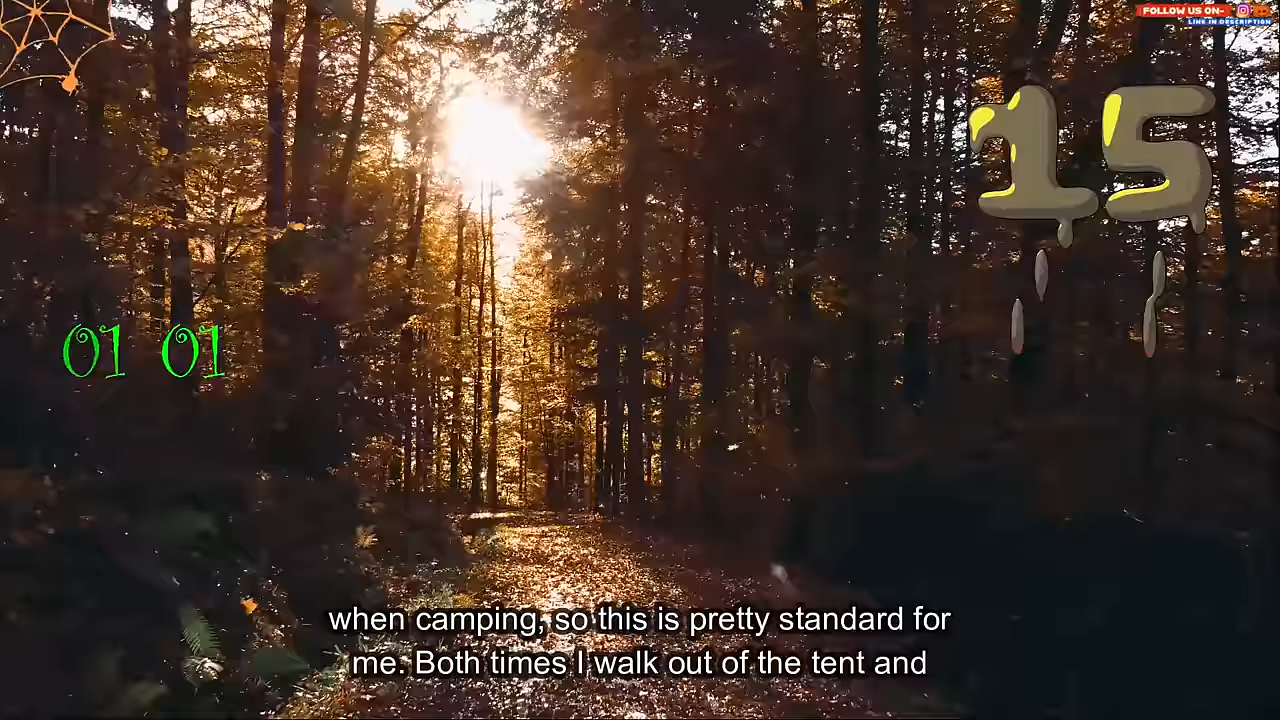 FOLLOW US ON-
LINK IN DESCRIPTION
15
01 01
when camping, so this is pretty standard for
me. Both times I walk out of the tent and